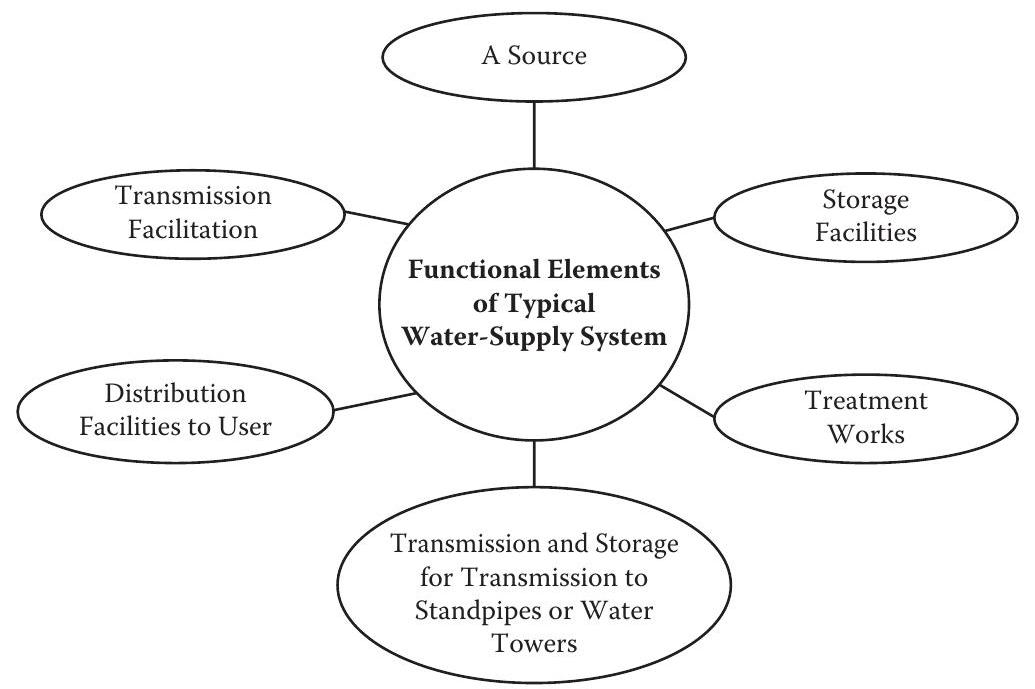 A Source
Transmission
Facilitation
Storage
Facilities
Functional Elements
of Typical
Water-Supply System
Distribution
Facilities to User
Treatment
Works
Transmission and Storage
for Transmission to
Standpipes or Water
Towers